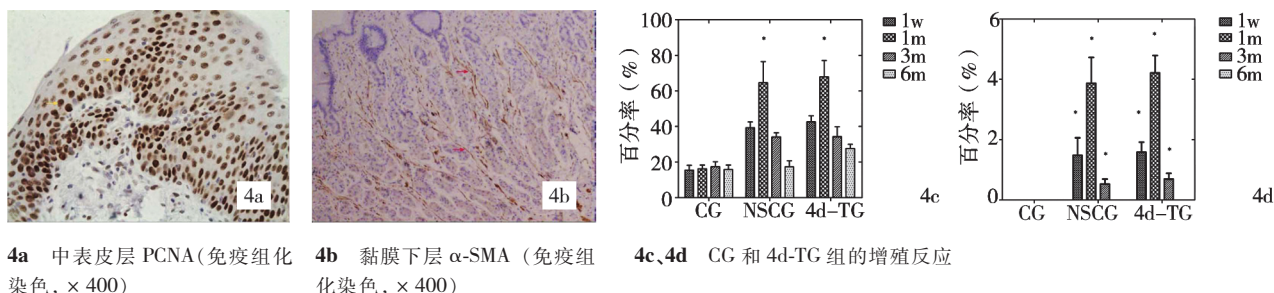 4a
4b
百分率（%）
100
80
60
40
20
0
CG NSCG 4d-TG
1w
1m
3m
6m
4c
百分率（%）
6
4
2
0
CG NSCG 4d-TG
1w
1m
3m
6m
4d
4a 中表皮层 PCNA(免疫组化
染色，× 400)
4b 黏膜下层 α-SMA（免疫组
化染色，× 400)
4c、4d CG 和 4d-TG 组的增殖反应